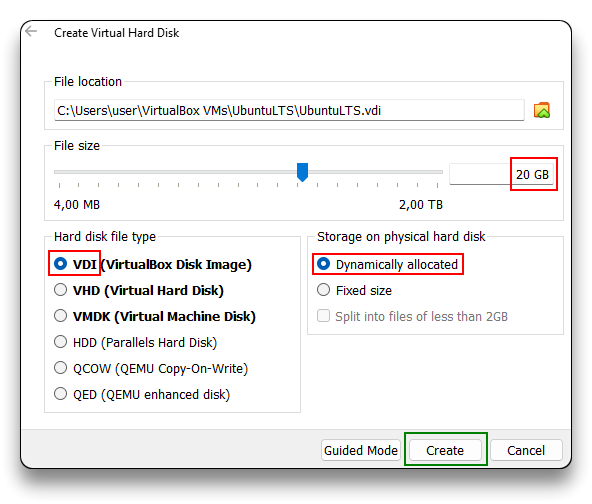 Create Virtual Hard Disk
File location
C:\Users\user\VirtualBox VMs\UbuntuLTS\UbuntuLTS.vdi
File size
20 GB
4,00 MB
2,00 TB
Hard disk file type
VDI (VirtualBox Disk Image)
VHD (Virtual Hard Disk)
VMDK (Virtual Machine Disk)
HDD (Parallels Hard Disk)
QCOW (QEMU Copy-On-Write)
QED (QEMU enhanced disk)
Storage on physical hard disk
Dynamically allocated
Fixed size
Split into files of less than 2GB
Guided Mode
Create
Cancel